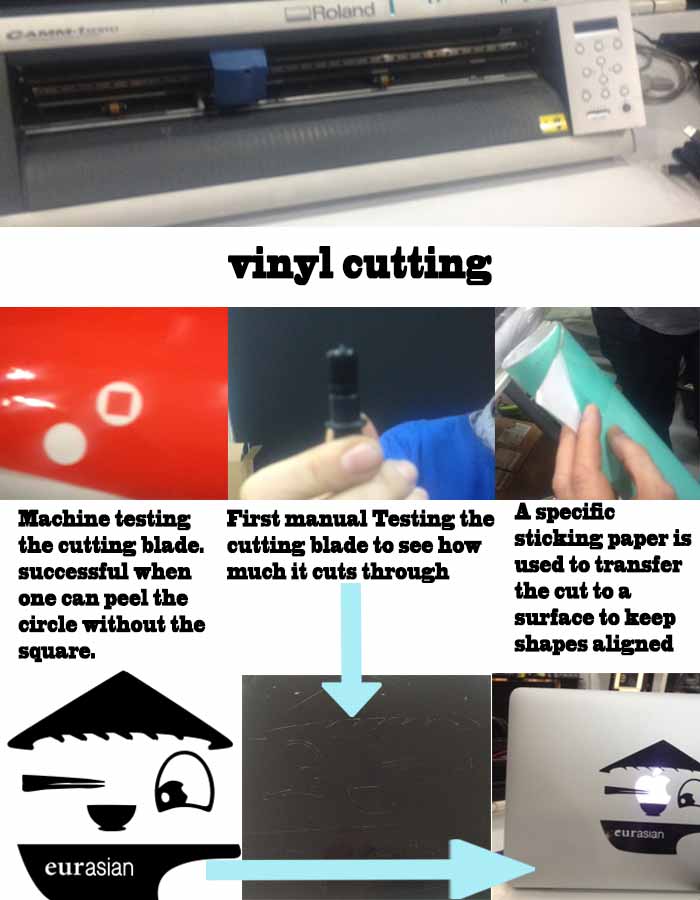 Roland
CAMM-1
vinyl cutting
Machine testing
the cutting blade.
successful when
one can peel the
circle without the
square.
First manual Testing the
cutting blade to see how
much it cuts through
A specific
sticking paper is
used to transfer
the cut to a
surface to keep
shapes aligned
eurasian
eurasian